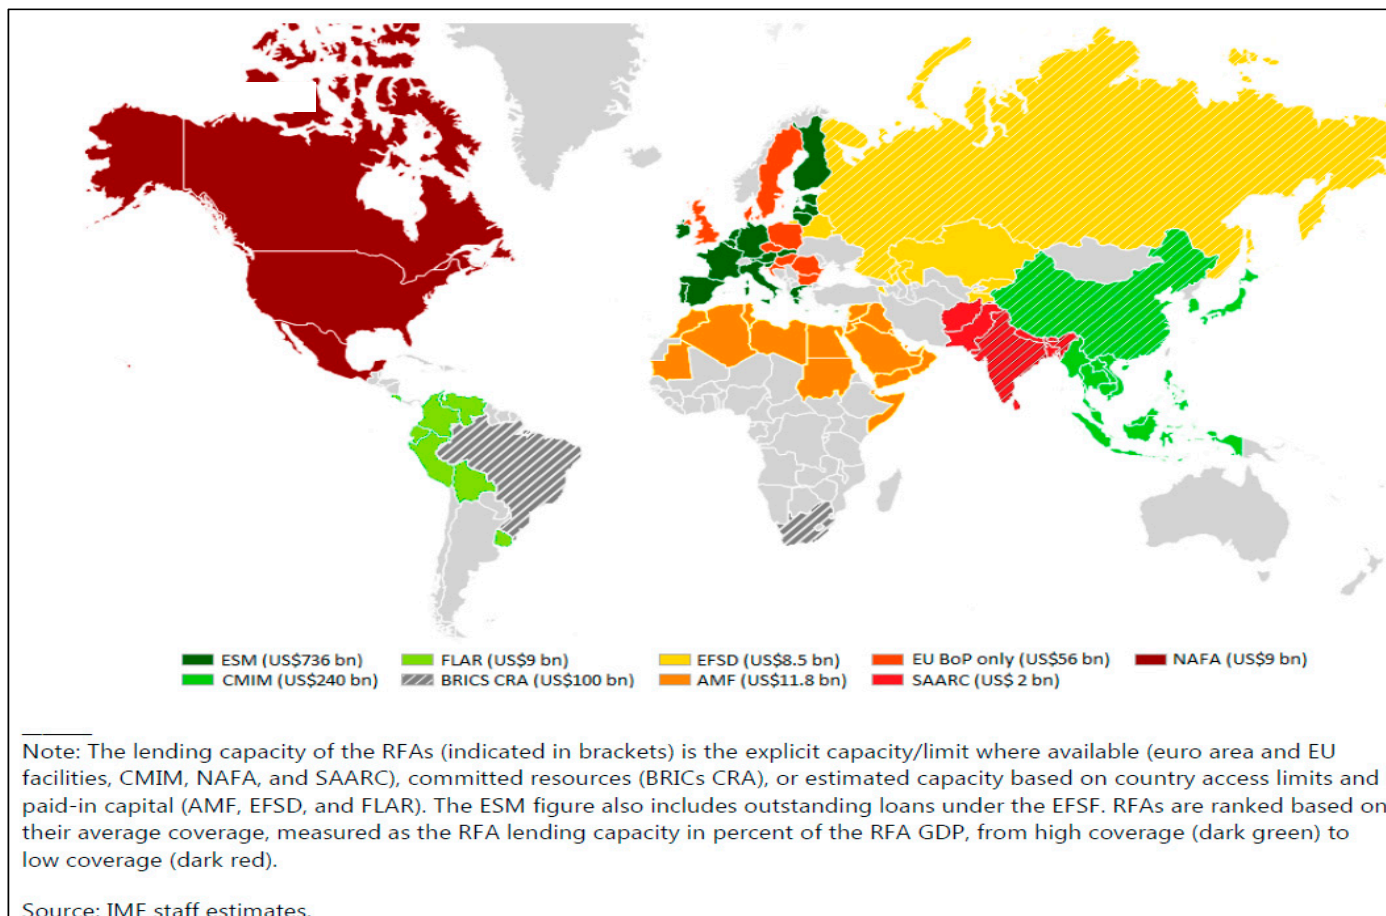 ESM (US$736 bn) FLAR (US$9 bn) EFSD (US$8.5 bn) EU BoP only (US$56 bn) NAFA (US$9 bn)
CMIM (US$240 bn) BRICS CRA (US$100 bn) AMF (US$11.8 bn) SAARC (US$ 2 bn)
Note: The lending capacity of the RFAs (indicated in brackets) is the explicit capacity/limit where available (euro area and EU
facilities, CMIM, NAFA, and SAARC), committed resources (BRICs CRA), or estimated capacity based on country access limits and
paid-in capital (AMF, EFSD, and FLAR). The ESM figure also includes outstanding loans under the EFSF. RFAs are ranked based on
their average coverage, measured as the RFA lending capacity in percent of the RFA GDP, from high coverage (dark green) to
low coverage (dark red).
Source: IMF staff estimates.